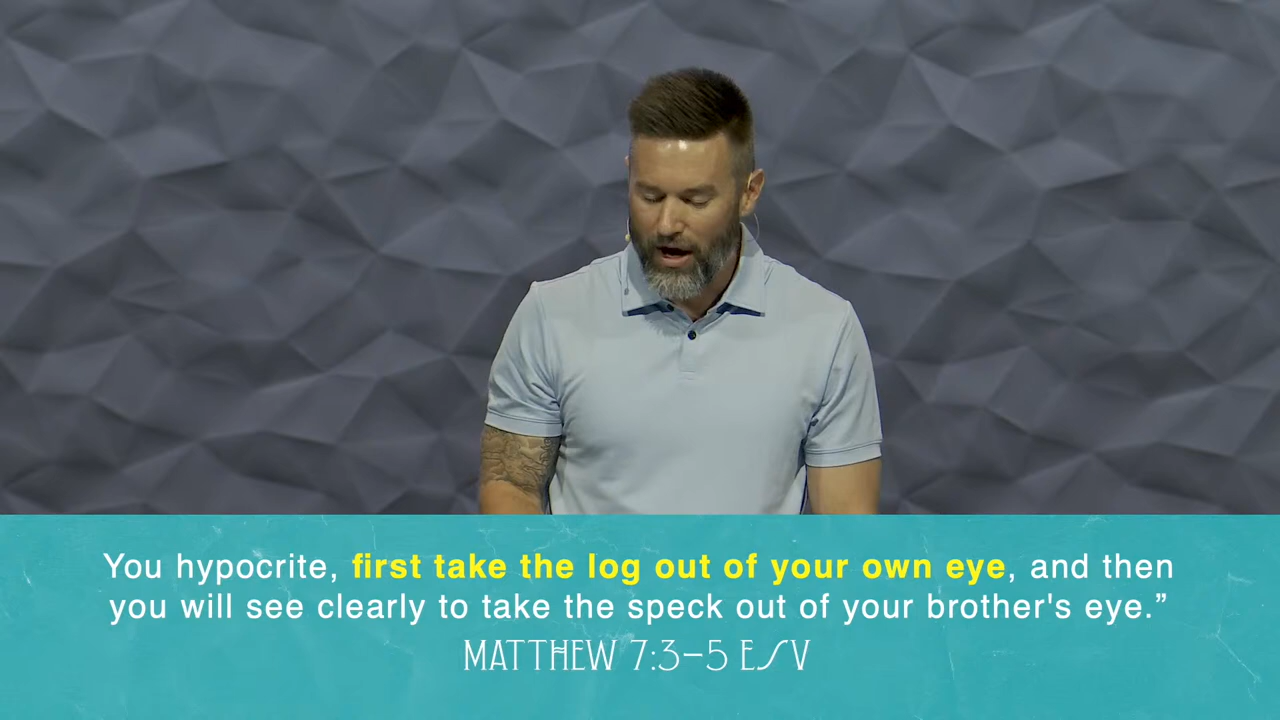 You hypocrite, first take the log out of your own eye, and then
you will see clearly to take the speck out of your brother's eye.”
MATTHEW 7:3–5 ESV